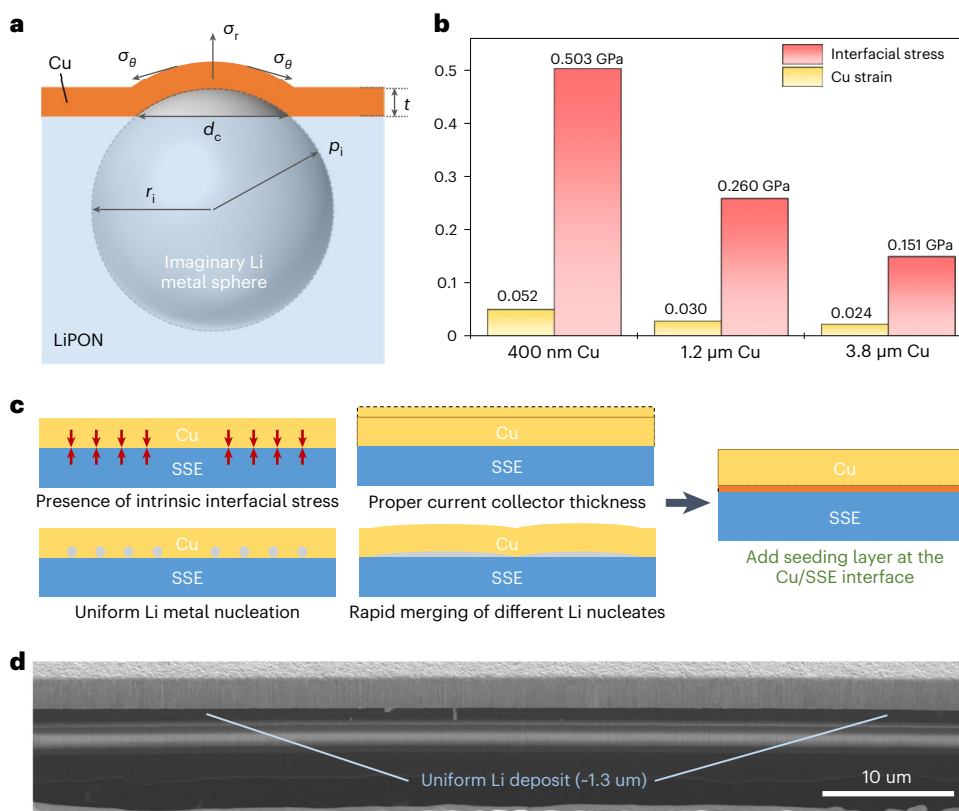 a
σr
σθ
σθ
Cu
t
dc
pi
ri
Imaginary Li
metal sphere
LiPON
b
Interfacial stress
Cu strain
0.5
0.4
0.3
0.2
0.1
0
0.503 GPa
0.260 GPa
0.151 GPa
0.052
0.030
0.024
400 nm Cu
1.2 µm Cu
3.8 µm Cu
c
Cu
SSE
Presence of intrinsic interfacial stress
Cu
SSE
Proper current collector thickness
Cu
SSE
Uniform Li metal nucleation
Cu
SSE
Rapid merging of different Li nucleates
Cu
SSE
Add seeding layer at the
Cu/SSE interface
d
Uniform Li deposit (~1.3 um)
10 um